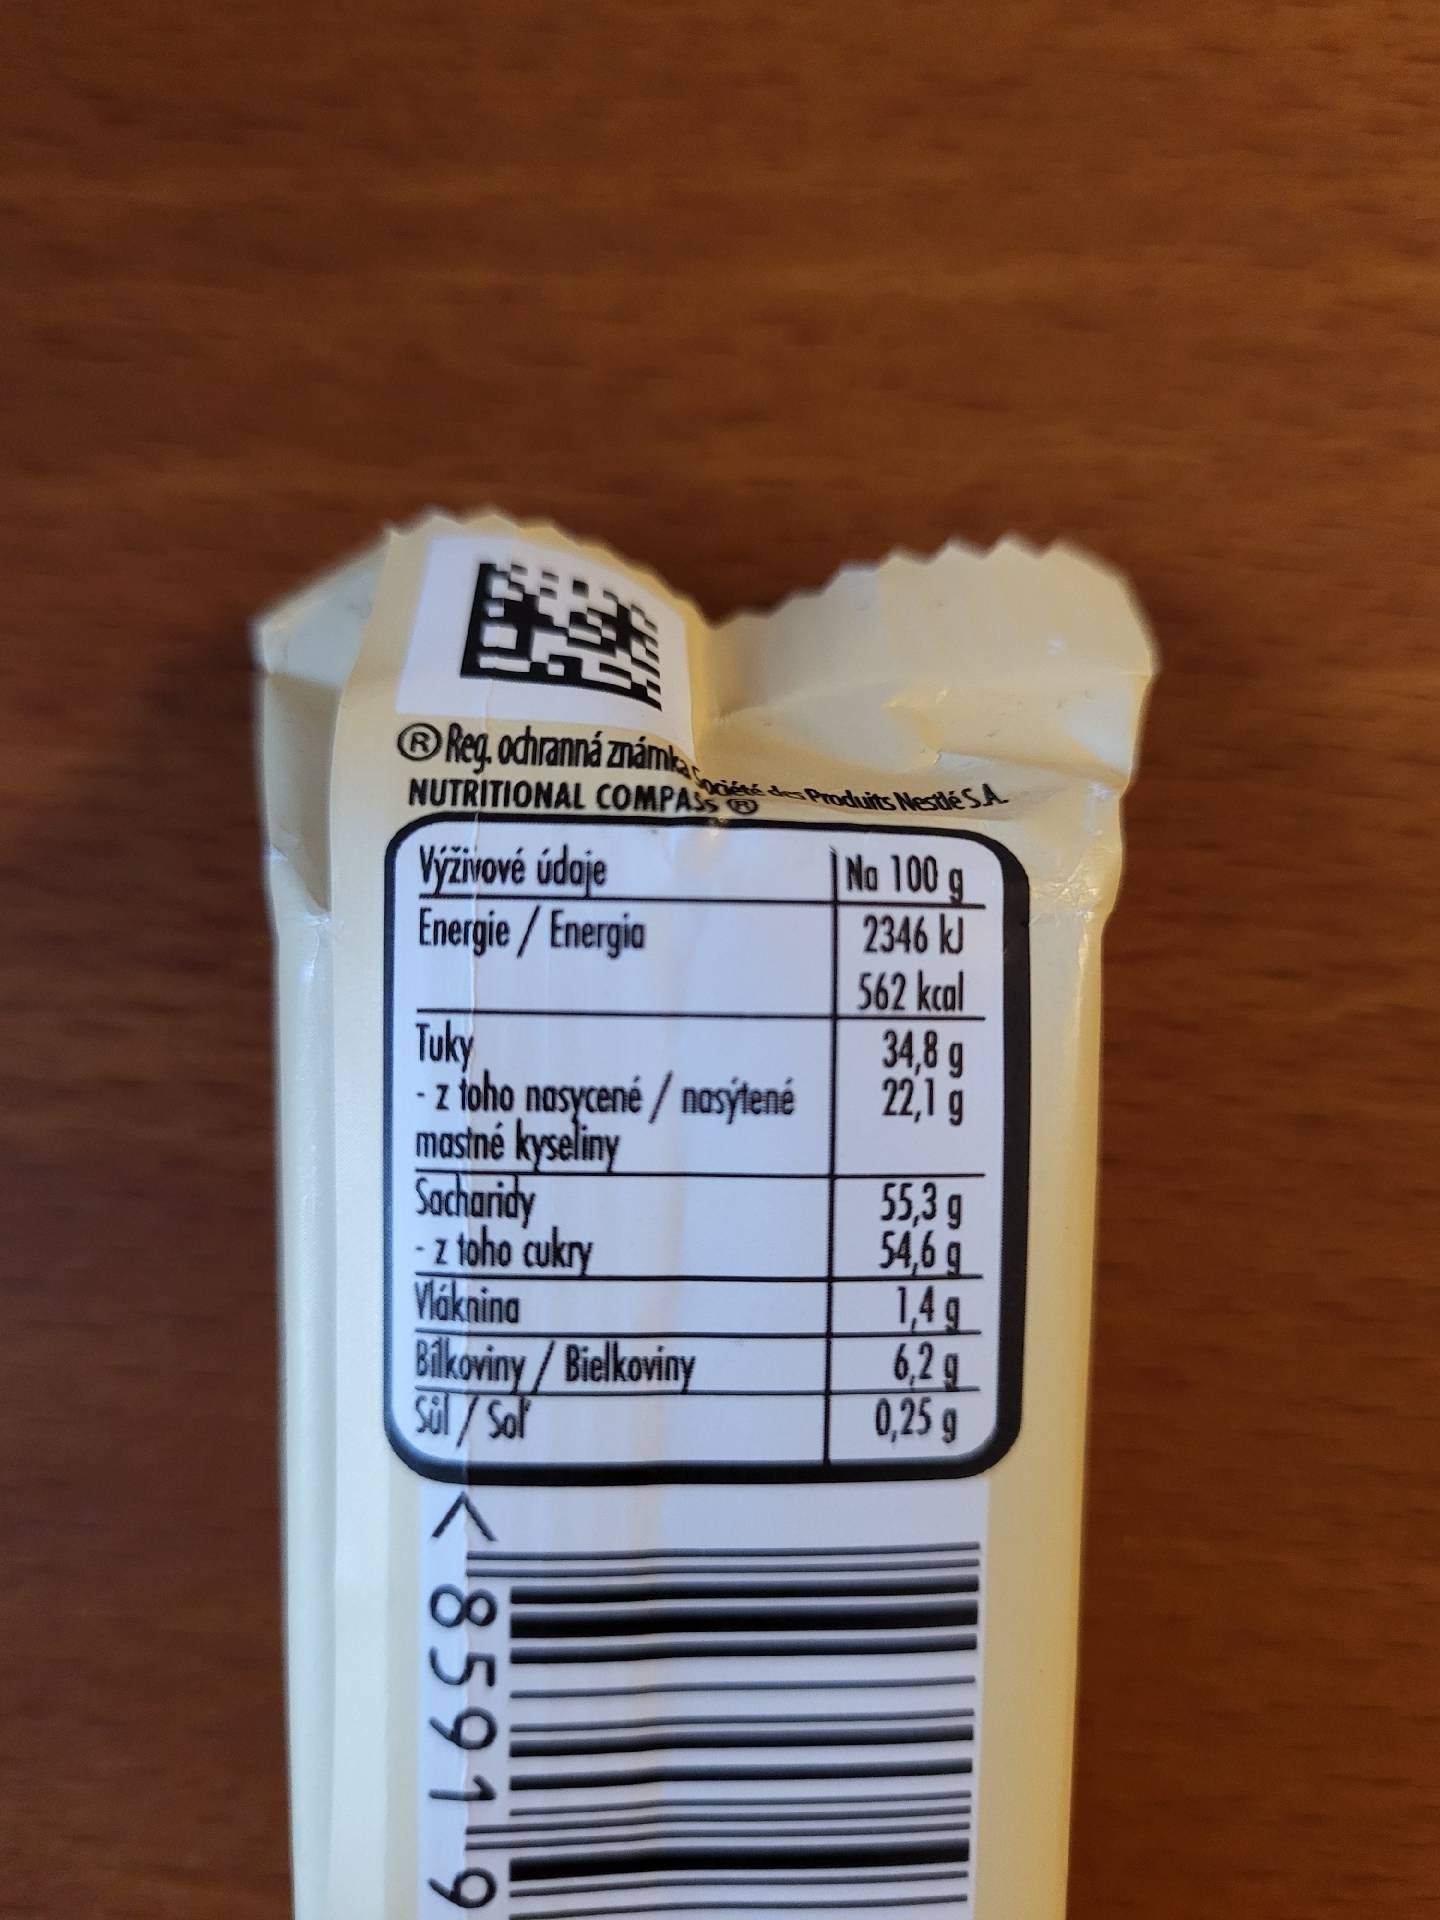 ® Reg. ochranná známka Société des Produits Nestlé S.A.
NUTRITIONAL COMPASS ®
Výživové údaje Na 100 g
Energie / Energia 2346 kJ
562 kcal
Tuky 34,8 g
- z toho nasycené / nasýtené 22,1 g
mastné kyseliny
Sacharidy 55,3 g
- z toho cukry 54,6 g
Vláknina 1,4 g
Bílkoviny / Bielkoviny 6,2 g
Sůl / Soľ 0,25 g
< 85919